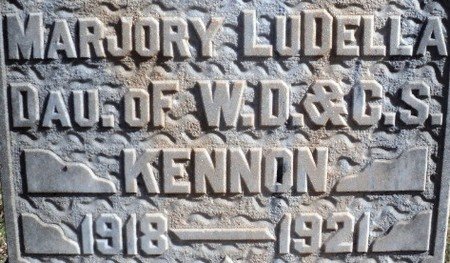 MARJORY LUDELLA
DAU. OF W.D. & C.S.
KENNON
1918 — 1921